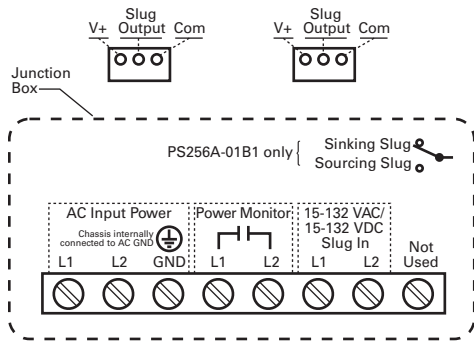 Slug
V+ Output Com
Slug
V+ Output Com
Junction
Box
PS256A-01B1 only
Sinking Slug
Sourcing Slug
AC Input Power
Chassis internally
connected to AC GND
L1 L2 GND
Power Monitor
L1 L2
15-132 VAC/
15-132 VDC
Slug In
L1 L2
Not
Used